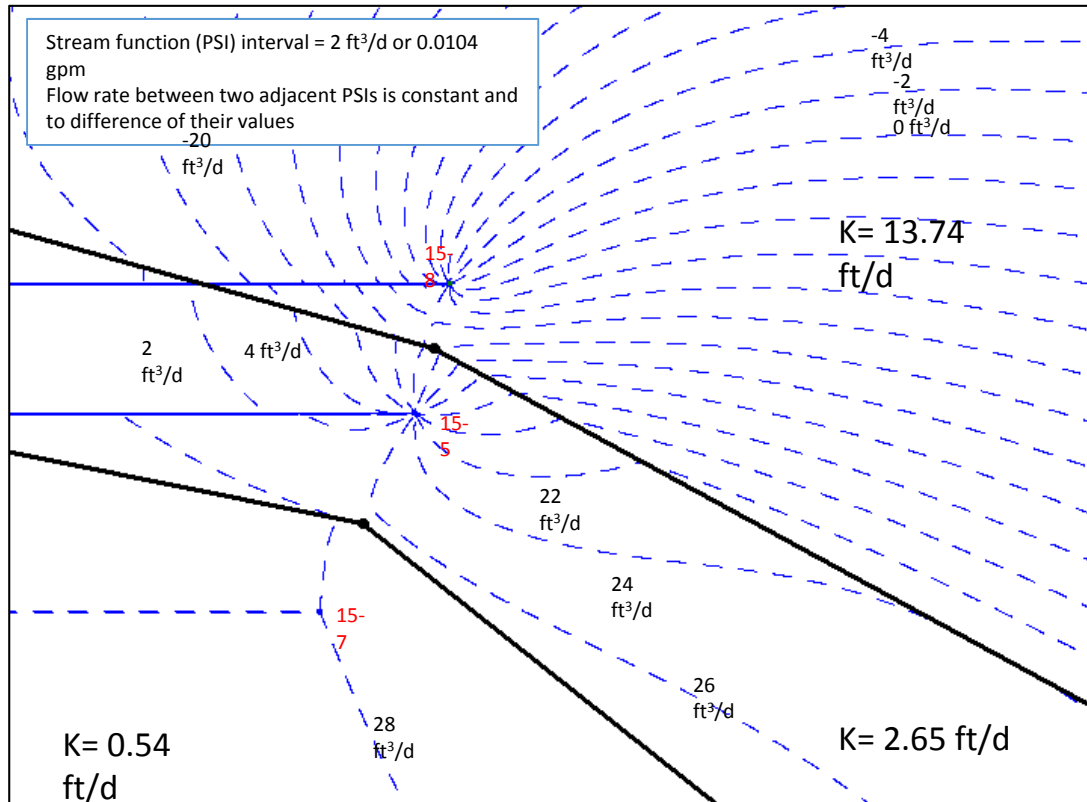 Stream function (PSI) interval = 2 ft³/d or 0.0104
gpm
Flow rate between two adjacent PSIs is constant and
to difference of their values
-20
ft³/d
-4
ft³/d
-2
ft³/d
0 ft³/d
K= 13.74
ft/d
15-
8
2
ft³/d
4 ft³/d
15-
5
22
ft³/d
24
ft³/d
15-
7
26
ft³/d
28
ft³/d
K= 0.54
ft/d
K= 2.65 ft/d